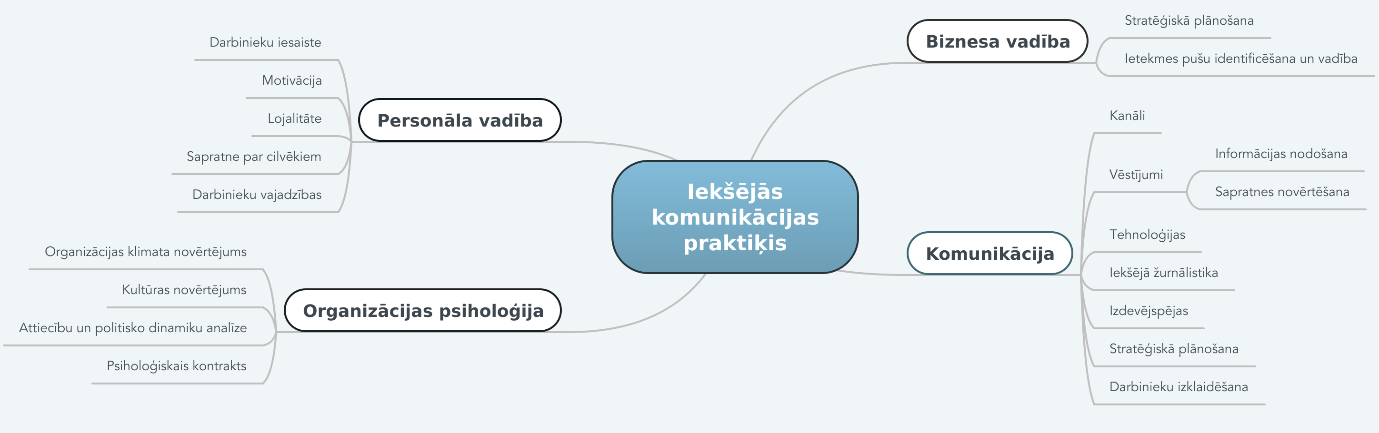 Iekšējās
komunikācijas
praktiķis
Biznesa vadība
Stratēģiskā plānošana
Ietekmes pušu identificēšana un vadība
Komunikācija
Kanāli
Vēstījumi
Informācijas nodošana
Sapratnes novērtēšana
Tehnoloģijas
Iekšējā žurnālistika
Izdevējspējas
Stratēģiskā plānošana
Darbinieku izklaidēšana
Personāla vadība
Darbinieku iesaiste
Motivācija
Lojalitāte
Sapratne par cilvēkiem
Darbinieku vajadzības
Organizācijas psiholoģija
Organizācijas klimata novērtējums
Kultūras novērtējums
Attiecību un politisko dinamiku analīze
Psiholoģiskais kontrakts